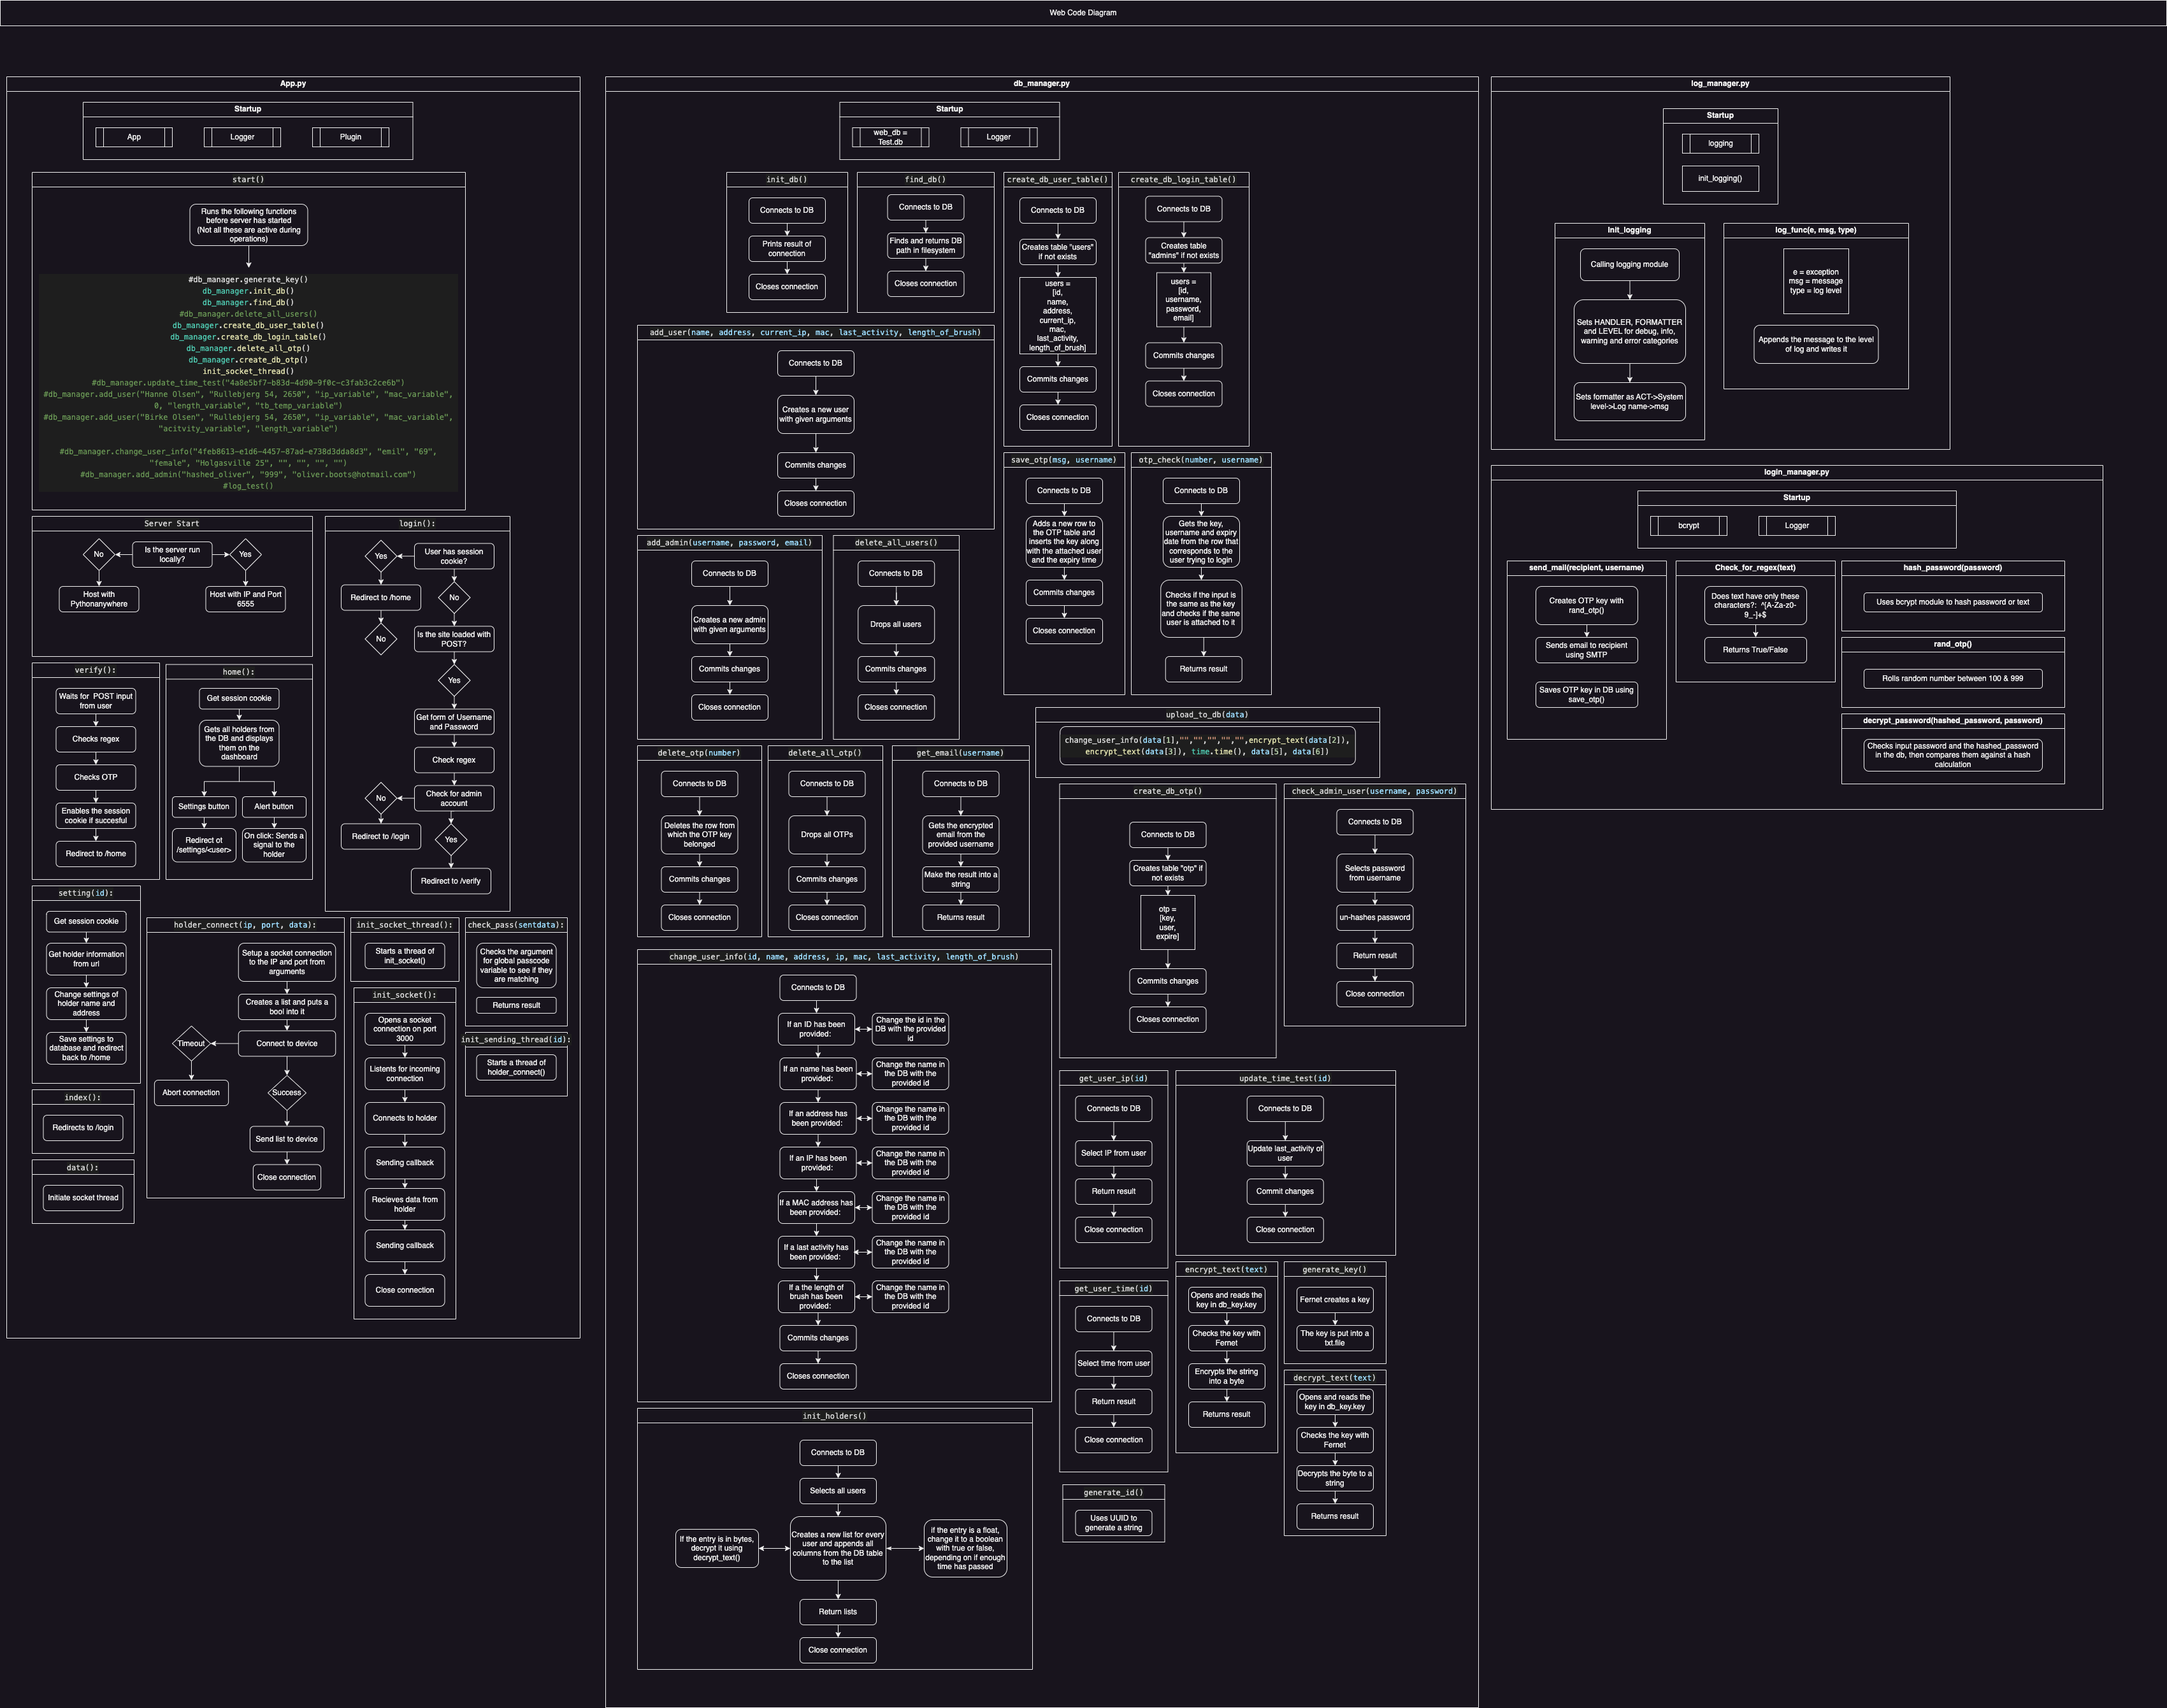 Web Code Diagram
App.py
Startup
App
Logger
Plugin
start()
Runs the following functions
before server has started
(Not all these are active during
operations)
#db_manager.generate_key()
db_manager.init_db()
db_manager.find_db()
#db_manager.delete_all_users()
db_manager.create_db_user_table()
db_manager.create_db_login_table()
db_manager.delete_all_otp()
db_manager.create_db_otp()
init_socket_thread()
#db_manager.update_time_test("4a8e5bf7-b83d-4d90-9f0c-c3fab3c2ce6b")
#db_manager.add_user("Hanne Olsen", "Rullebjerg 54, 2650", "ip_variable", "mac_variable",
0, "length_variable", "tb_temp_variable")
#db_manager.add_user("Birke Olsen", "Rullebjerg 54, 2650", "ip_variable", "mac_variable",
"acitvity_variable", "length_variable")
#db_manager.change_user_info("4feb8613-e1d6-4457-87ad-e738d3dda8d3", "emil", "69",
"female", "Holgasville 25", "", "", "", "")
#db_manager.add_admin("hashed_oliver", "999", "oliver.boots@hotmail.com")
#log_test()
Server Start
No
Is the server run
locally?
Yes
Host with
Pythonanywhere
Host with IP and Port
6555
login():
Yes
User has session
cookie?
Redirect to /home
No
No
Is the site loaded with
POST?
Yes
Get form of Username
and Password
Check regex
No
Check for admin
account
Redirect to /login
Yes
Redirect to /verify
verify():
Waits for  POST input
from user
Checks regex
Checks OTP
Enables the session
cookie if succesful
Redirect to /home
home():
Get session cookie
Gets all holders from
the DB and displays
them on the
dashboard
Settings button
Alert button
Redirect ot
/settings/<user>
On click: Sends a
signal to the
holder
setting(id):
Get session cookie
Get holder information
from url
Change settings of
holder name and
address
Save settings to
database and redirect
back to /home
index():
Redirects to /login
data():
Initiate socket thread
holder_connect(ip, port, data):
Setup a socket connection
to the IP and port from
arguments
Creates a list and puts a
bool into it
Timeout
Connect to device
Abort connection
Success
Send list to device
Close connection
init_socket_thread():
Starts a thread of
init_socket()
init_socket():
Opens a socket
connection on port
3000
Listents for incoming
connection
Connects to holder
Sending callback
Recieves data from
holder
Sending callback
Close connection
check_pass(sentdata):
Checks the argument
for global passcode
variable to see if they
are matching
Returns result
init_sending_thread(id):
Starts a thread of
holder_connect()
db_manager.py
Startup
web_db =
Test.db
Logger
init_db()
Connects to DB
Prints result of
connection
Closes connection
find_db()
Connects to DB
Finds and returns DB
path in filesystem
Closes connection
create_db_user_table()
Connects to DB
Creates table "users"
if not exists
users =
[id,
name,
address,
current_ip,
mac,
last_activity,
length_of_brush]
Commits changes
Closes connection
create_db_login_table()
Connects to DB
Creates table
"admins" if not exists
users =
[id,
username,
password,
email]
Commits changes
Closes connection
add_user(name, address, current_ip, mac, last_activity, length_of_brush)
Connects to DB
Creates a new user
with given arguments
Commits changes
Closes connection
save_otp(msg, username)
Connects to DB
Adds a new row to
the OTP table and
inserts the key along
with the attached user
and the expiry time
Commits changes
Closes connection
otp_check(number, username)
Connects to DB
Gets the key,
username and expiry
date from the row that
corresponds to the
user trying to login
Checks if the input is
the same as the key
and checks if the same
user is attached to it
Returns result
add_admin(username, password, email)
Connects to DB
Creates a new admin
with given arguments
Commits changes
Closes connection
delete_all_users()
Connects to DB
Drops all users
Commits changes
Closes connection
upload_to_db(data)
change_user_info(data[1],"","","","","",encrypt_text(data[2]),
encrypt_text(data[3]), time.time(), data[5], data[6])
delete_otp(number)
Connects to DB
Deletes the row from
which the OTP key
belonged
Commits changes
Closes connection
delete_all_otp()
Connects to DB
Drops all OTPs
Commits changes
Closes connection
get_email(username)
Connects to DB
Gets the encrypted
email from the
provided username
Make the result into a
string
Returns result
create_db_otp()
Connects to DB
Creates table "otp" if
not exists
otp =
[key,
user,
expire]
Commits changes
Closes connection
check_admin_user(username, password)
Connects to DB
Selects password
from username
un-hashes password
Return result
Close connection
change_user_info(id, name, address, ip, mac, last_activity, length_of_brush)
Connects to DB
If an ID has been
provided:
Change the id in the
DB with the provided
id
If an name has been
provided:
Change the name in
the DB with the
provided id
If an address has
been provided:
Change the name in
the DB with the
provided id
If an IP has been
provided:
Change the name in
the DB with the
provided id
If a MAC address has
been provided:
Change the name in
the DB with the
provided id
If a last activity has
been provided:
Change the name in
the DB with the
provided id
If a the length of
brush has been
provided:
Change the name in
the DB with the
provided id
Commits changes
Closes connection
get_user_ip(id)
Connects to DB
Select IP from user
Return result
Close connection
update_time_test(id)
Connects to DB
Update last_activity of
user
Commit changes
Close connection
get_user_time(id)
Connects to DB
Select time from user
Return result
Close connection
encrypt_text(text)
Opens and reads the
key in db_key.key
Checks the key with
Fernet
Encrypts the string
into a byte
Returns result
generate_key()
Fernet creates a key
The key is put into a
txt.file
decrypt_text(text)
Opens and reads the
key in db_key.key
Checks the key with
Fernet
Decrypts the byte to a
string
Returns result
generate_id()
Uses UUID to
generate a string
init_holders()
Connects to DB
Selects all users
If the entry is in bytes,
decrypt it using
decrypt_text()
Creates a new list for every
user and appends all
columns from the DB table
to the list
if the entry is a float,
change it to a boolean
with true or false,
depending on if enough
time has passed
Return lists
Close connection
log_manager.py
Startup
logging
init_logging()
Init_logging
Calling logging module
Sets HANDLER, FORMATTER
and LEVEL for debug, info,
warning and error categories
Sets formatter as ACT->System
level->Log name->msg
log_func(e, msg, type)
e = exception
msg = message
type = log level
Appends the message to the level
of log and writes it
login_manager.py
Startup
bcrypt
Logger
send_mail(recipient, username)
Creates OTP key with
rand_otp()
Sends email to recipient
using SMTP
Saves OTP key in DB using
save_otp()
Check_for_regex(text)
Does text have only these
characters?:  ^[A-Za-z0-
9_-]+$
Returns True/False
hash_password(password)
Uses bcrypt module to hash password or text
rand_otp()
Rolls random number between 100 & 999
decrypt_password(hashed_password, password)
Checks input password and the hashed_password
in the db, then compares them against a hash
calculation